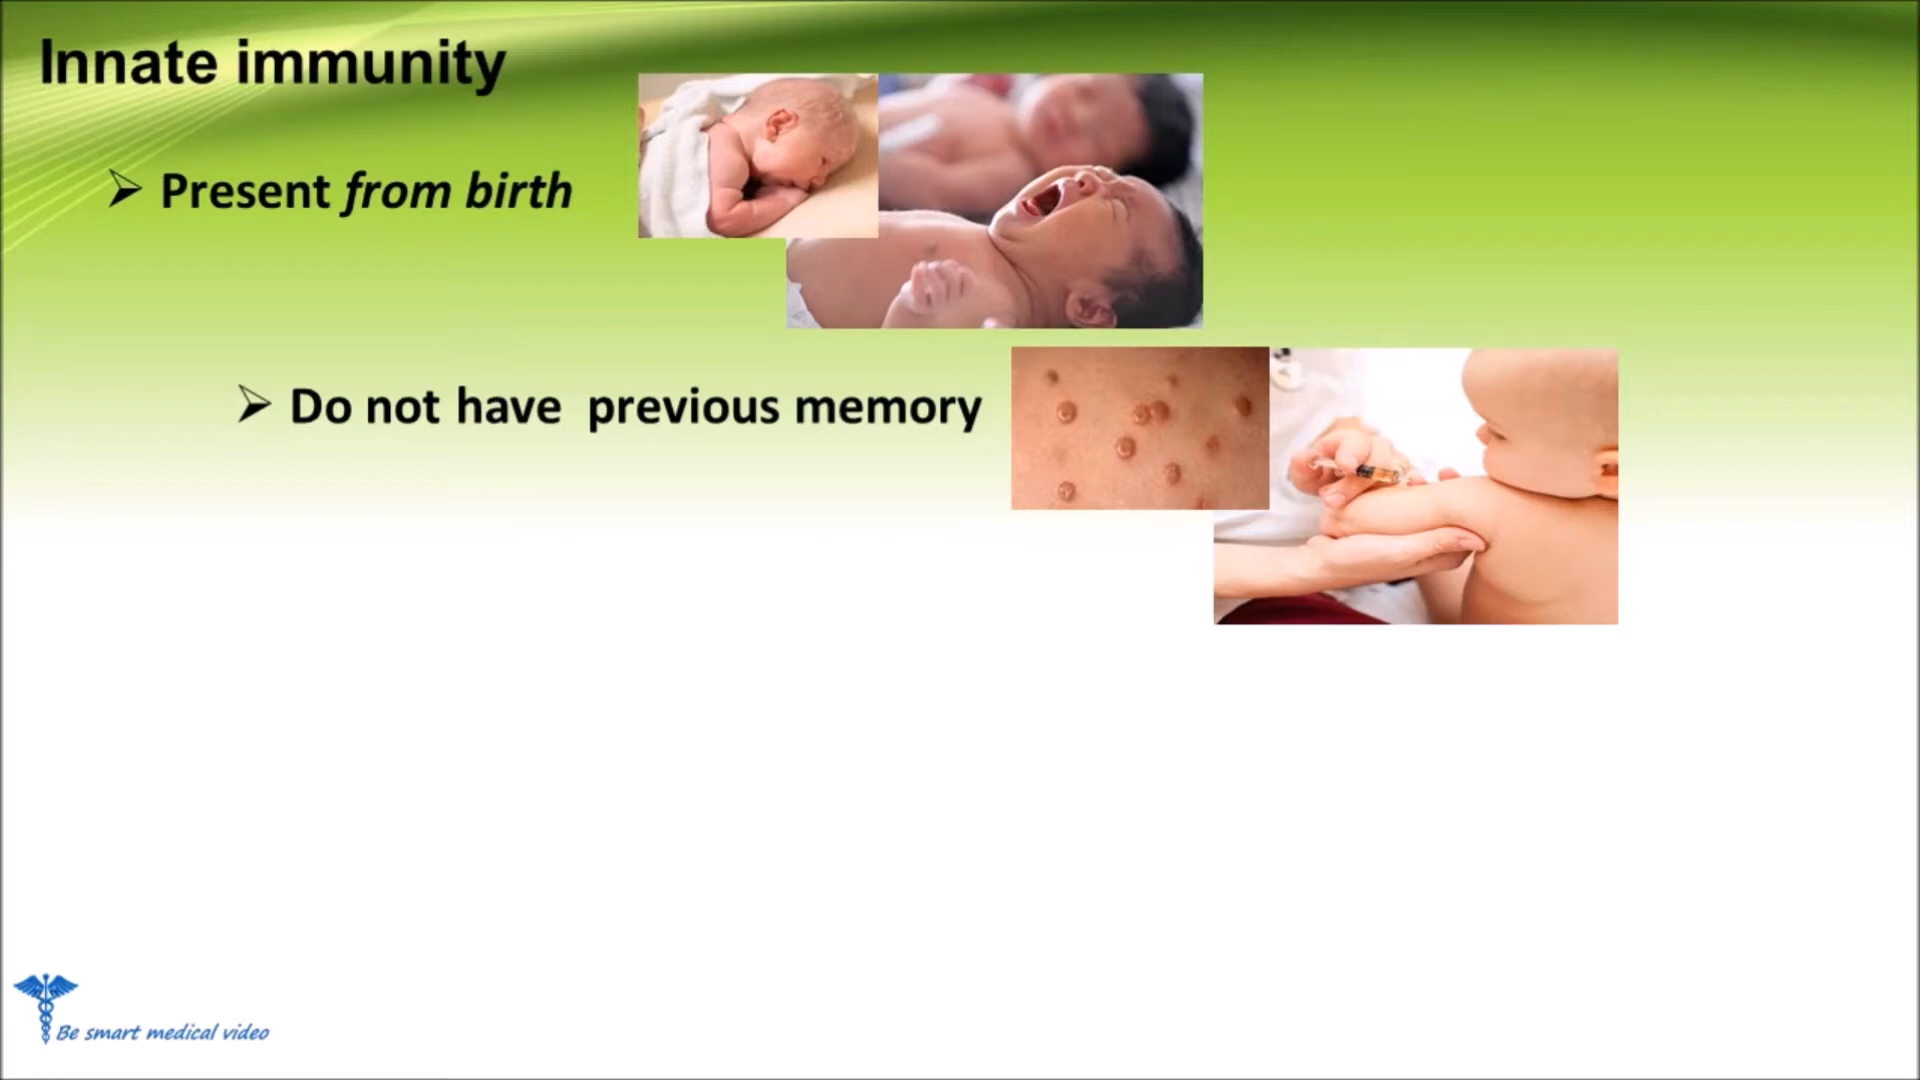 Innate immunity
Present from birth
Do not have previous memory
Be smart medical video